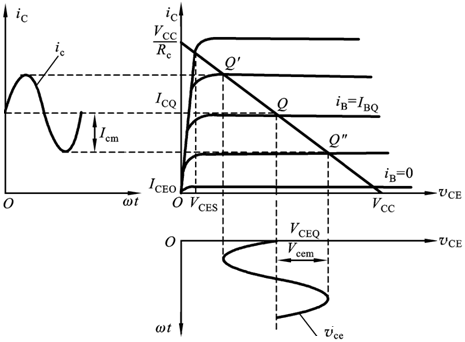 i_C
i_c
I_cm
O
ωt
i_C
V_CC
R_c
I_CQ
I_CEO
O
V_CES
Q′
Q
i_B=I_BQ
Q″
i_B=0
V_CC
v_CE
O
V_CEQ
V_cem
v_CE
v_ce
ωt